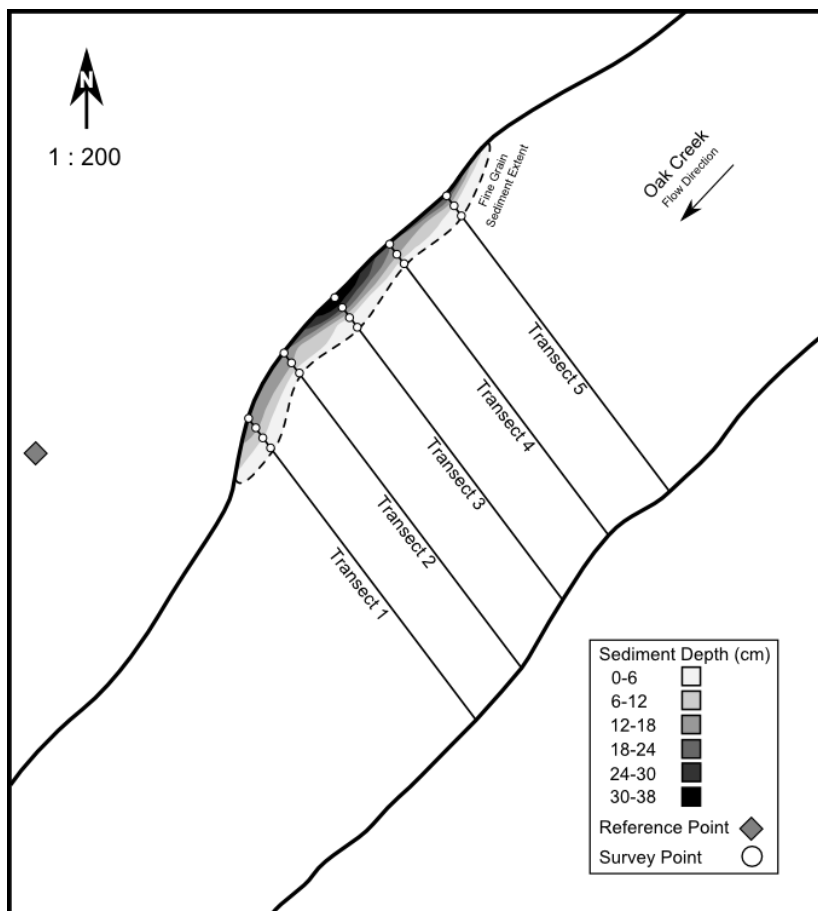 N
1 : 200
Oak Creek
Flow Direction
Fine Grain
Sediment Extent
Transect 5
Transect 4
Transect 3
Transect 2
Transect 1
Sediment Depth (cm)
0-6
6-12
12-18
18-24
24-30
30-38
Reference Point
Survey Point